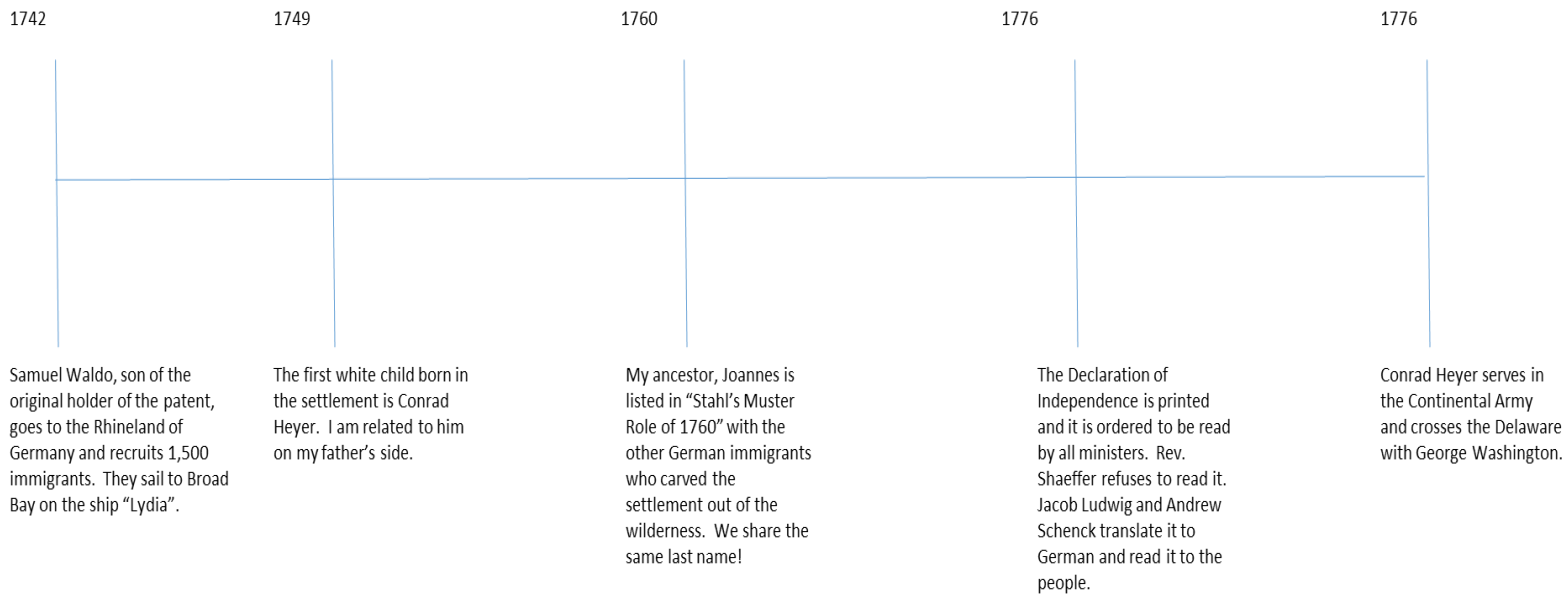 1742
1749
1760
1776
1776
Samuel Waldo, son of the
original holder of the patent,
goes to the Rhineland of
Germany and recruits 1,500
immigrants.  They sail to Broad
Bay on the ship “Lydia”.
The first white child born in
the settlement is Conrad
Heyer.  I am related to him
on my father’s side.
My ancestor, Joannes is
listed in “Stahl’s Muster
Role of 1760” with the
other German immigrants
who carved the
settlement out of the
wilderness.  We share the
same last name!
The Declaration of
Independence is printed
and it is ordered to be read
by all ministers.  Rev.
Shaeffer refuses to read it.
Jacob Ludwig and Andrew
Schenck translate it to
German and read it to the
people.
Conrad Heyer serves in
the Continental Army
and crosses the Delaware
with George Washington.